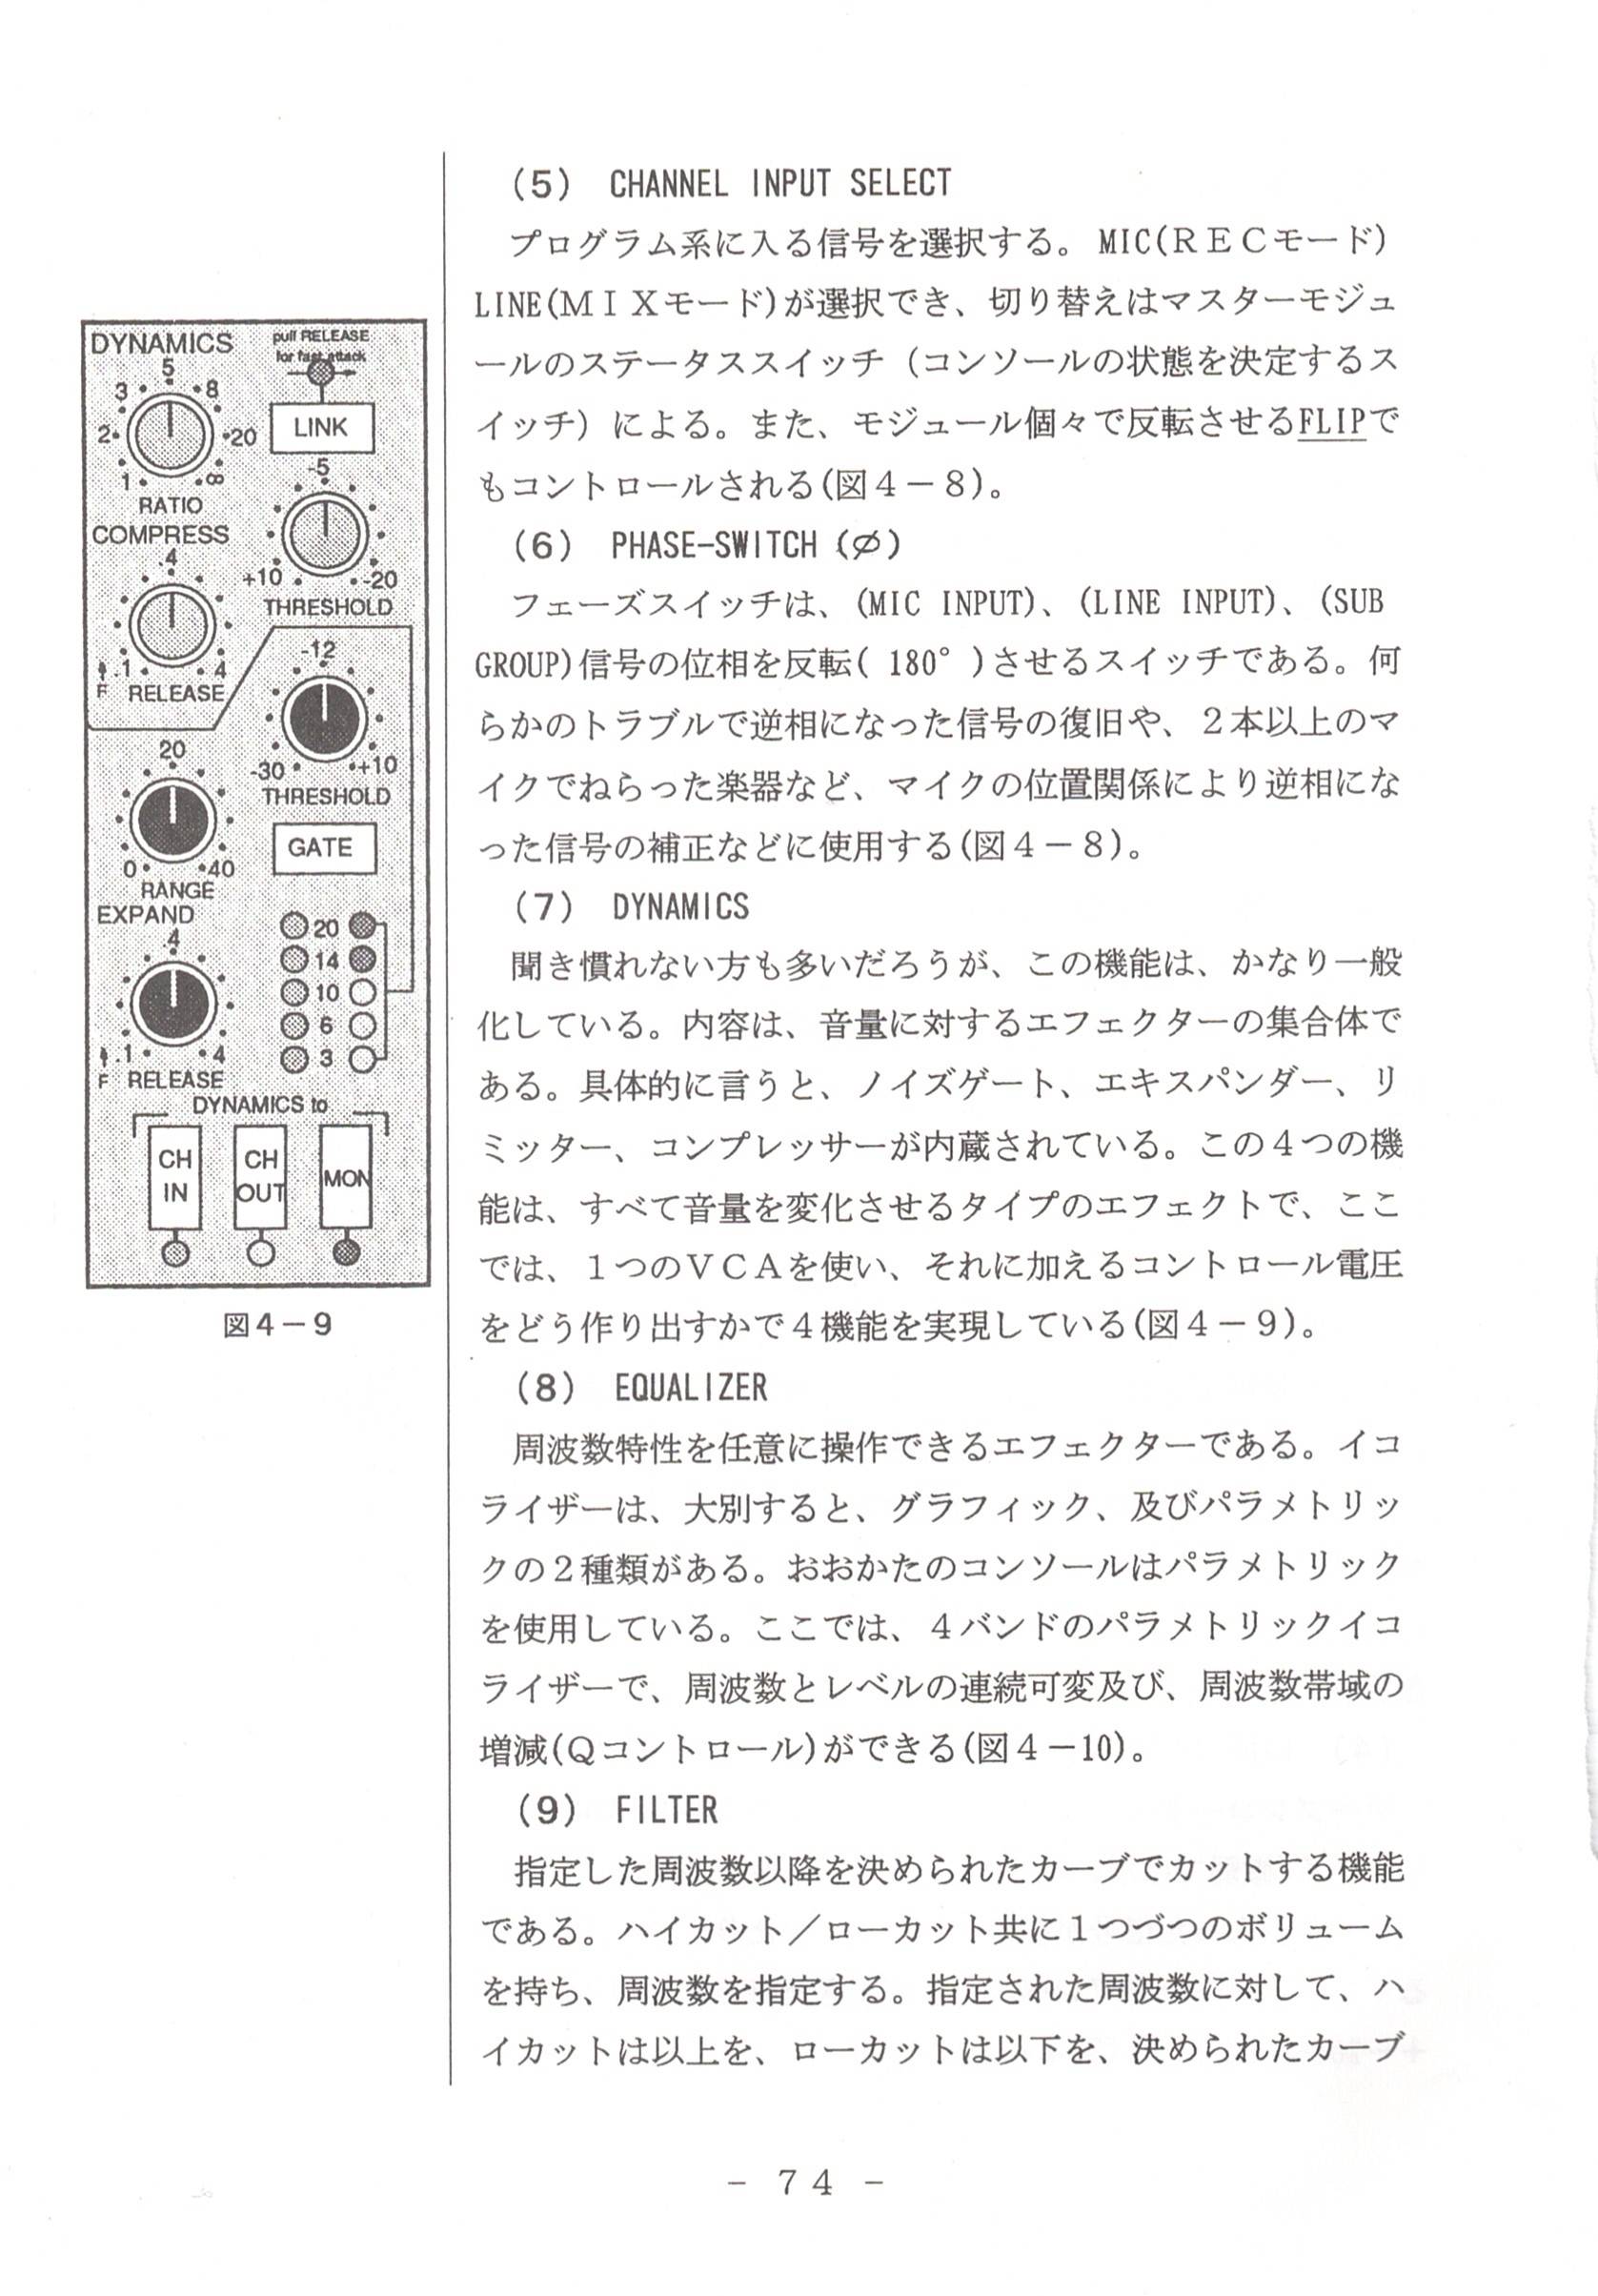 DYNAMICS
pull RELEASE
for fast attack
5
3
8
2
20
1
∞
RATIO
LINK
COMPRESS
-5
+10
-20
THRESHOLD
.4
.1
4
F
RELEASE
-12
-30
+10
THRESHOLD
20
0
40
RANGE
GATE
EXPAND
.4
.1
4
F
RELEASE
20
14
10
6
3
DYNAMICS to
CH
IN
CH
OUT
MON
図4－9
(5) CHANNEL INPUT SELECT
プログラム系に入る信号を選択する。MIC(ＲＥＣモード)
LINE(ＭＩＸモード)が選択でき、切り替えはマスターモジュ
ールのステータススイッチ（コンソールの状態を決定するス
イッチ）による。また、モジュール個々で反転させるFLIPで
もコントロールされる(図４－８)。
(6) PHASE-SWITCH (∅)
フェーズスイッチは、(MIC INPUT)、(LINE INPUT)、(SUB
GROUP)信号の位相を反転( 180° )させるスイッチである。何
らかのトラブルで逆相になった信号の復旧や、２本以上のマ
イクでねらった楽器など、マイクの位置関係により逆相にな
った信号の補正などに使用する(図４－８)。
(7) DYNAMICS
聞き慣れない方も多いだろうが、この機能は、かなり一般
化している。内容は、音量に対するエフェクターの集合体で
ある。具体的に言うと、ノイズゲート、エキスパンダー、リ
ミッター、コンプレッサーが内蔵されている。この４つの機
能は、すべて音量を変化させるタイプのエフェクトで、ここ
では、１つのＶＣＡを使い、それに加えるコントロール電圧
をどう作り出すかで４機能を実現している(図４－９)。
(8) EQUALIZER
周波数特性を任意に操作できるエフェクターである。イコ
ライザーは、大別すると、グラフィック、及びパラメトリッ
クの２種類がある。おおかたのコンソールはパラメトリック
を使用している。ここでは、４バンドのパラメトリックイコ
ライザーで、周波数とレベルの連続可変及び、周波数帯域の
増減(Ｑコントロール)ができる(図４－10)。
(9) FILTER
指定した周波数以降を決められたカーブでカットする機能
である。ハイカット／ローカット共に１つづつのボリューム
を持ち、周波数を指定する。指定された周波数に対して、ハ
イカットは以上を、ローカットは以下を、決められたカーブ
－ 74 －